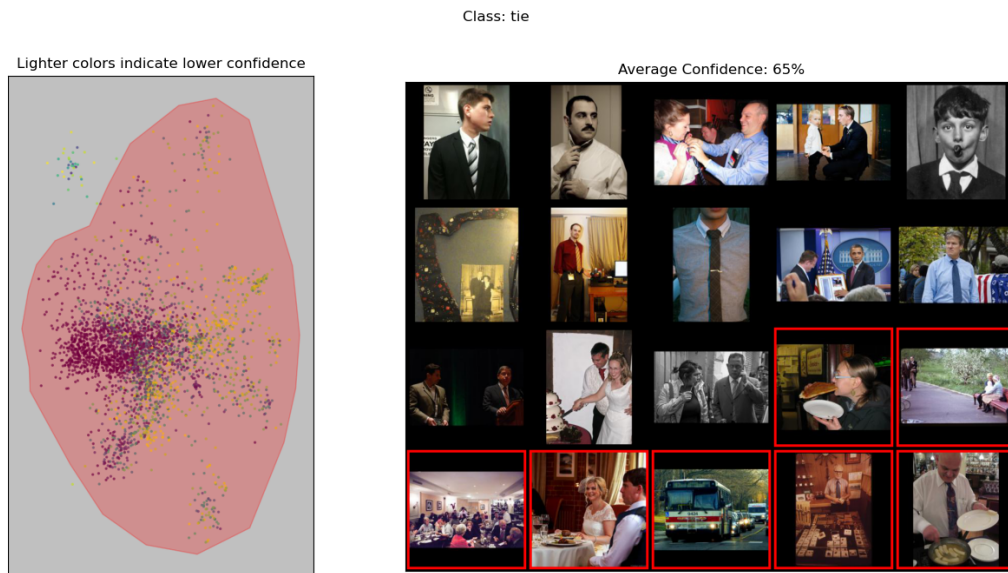 Class: tie
Lighter colors indicate lower confidence
Average Confidence: 65%